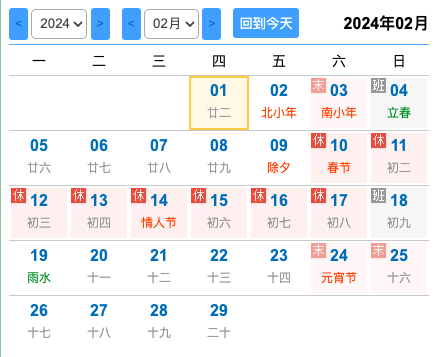 < 2024 > < 02月 > 回到今天 2024年02月
一 二 三 四 五 六 日
01 02 末 03 班 04
廿二 北小年 南小年 立春
05 06 07 08 09 休 10 休 11
廿六 廿七 廿八 廿九 除夕 春节 初二
休 12 休 13 休 14 休 15 休 16 休 17 班 18
初三 初四 情人节 初六 初七 初八 初九
19 20 21 22 23 末 24 末 25
雨水 十一 十二 十三 十四 元宵节 十六
26 27 28 29
十七 十八 十九 二十